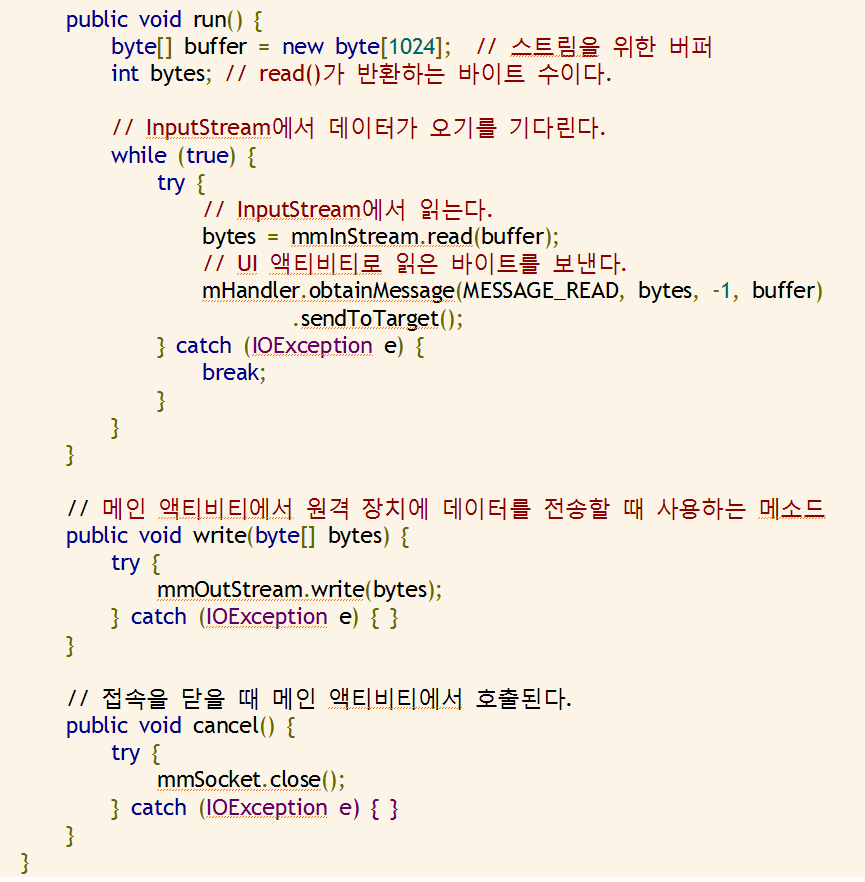 public void run() {
byte[] buffer = new byte[1024];  // 스트림을 위한 버퍼
int bytes; // read()가 반환하는 바이트 수이다.
// InputStream에서 데이터가 오기를 기다린다.
while (true) {
try {
// InputStream에서 읽는다.
bytes = mmInStream.read(buffer);
// UI 액티비티로 읽은 바이트를 보낸다.
mHandler.obtainMessage(MESSAGE_READ, bytes, -1, buffer)
.sendToTarget();
} catch (IOException e) {
break;
}
}
}
// 메인 액티비티에서 원격 장치에 데이터를 전송할 때 사용하는 메소드
public void write(byte[] bytes) {
try {
mmOutStream.write(bytes);
} catch (IOException e) { }
}
// 접속을 닫을 때 메인 액티비티에서 호출된다.
public void cancel() {
try {
mmSocket.close();
} catch (IOException e) { }
}
}